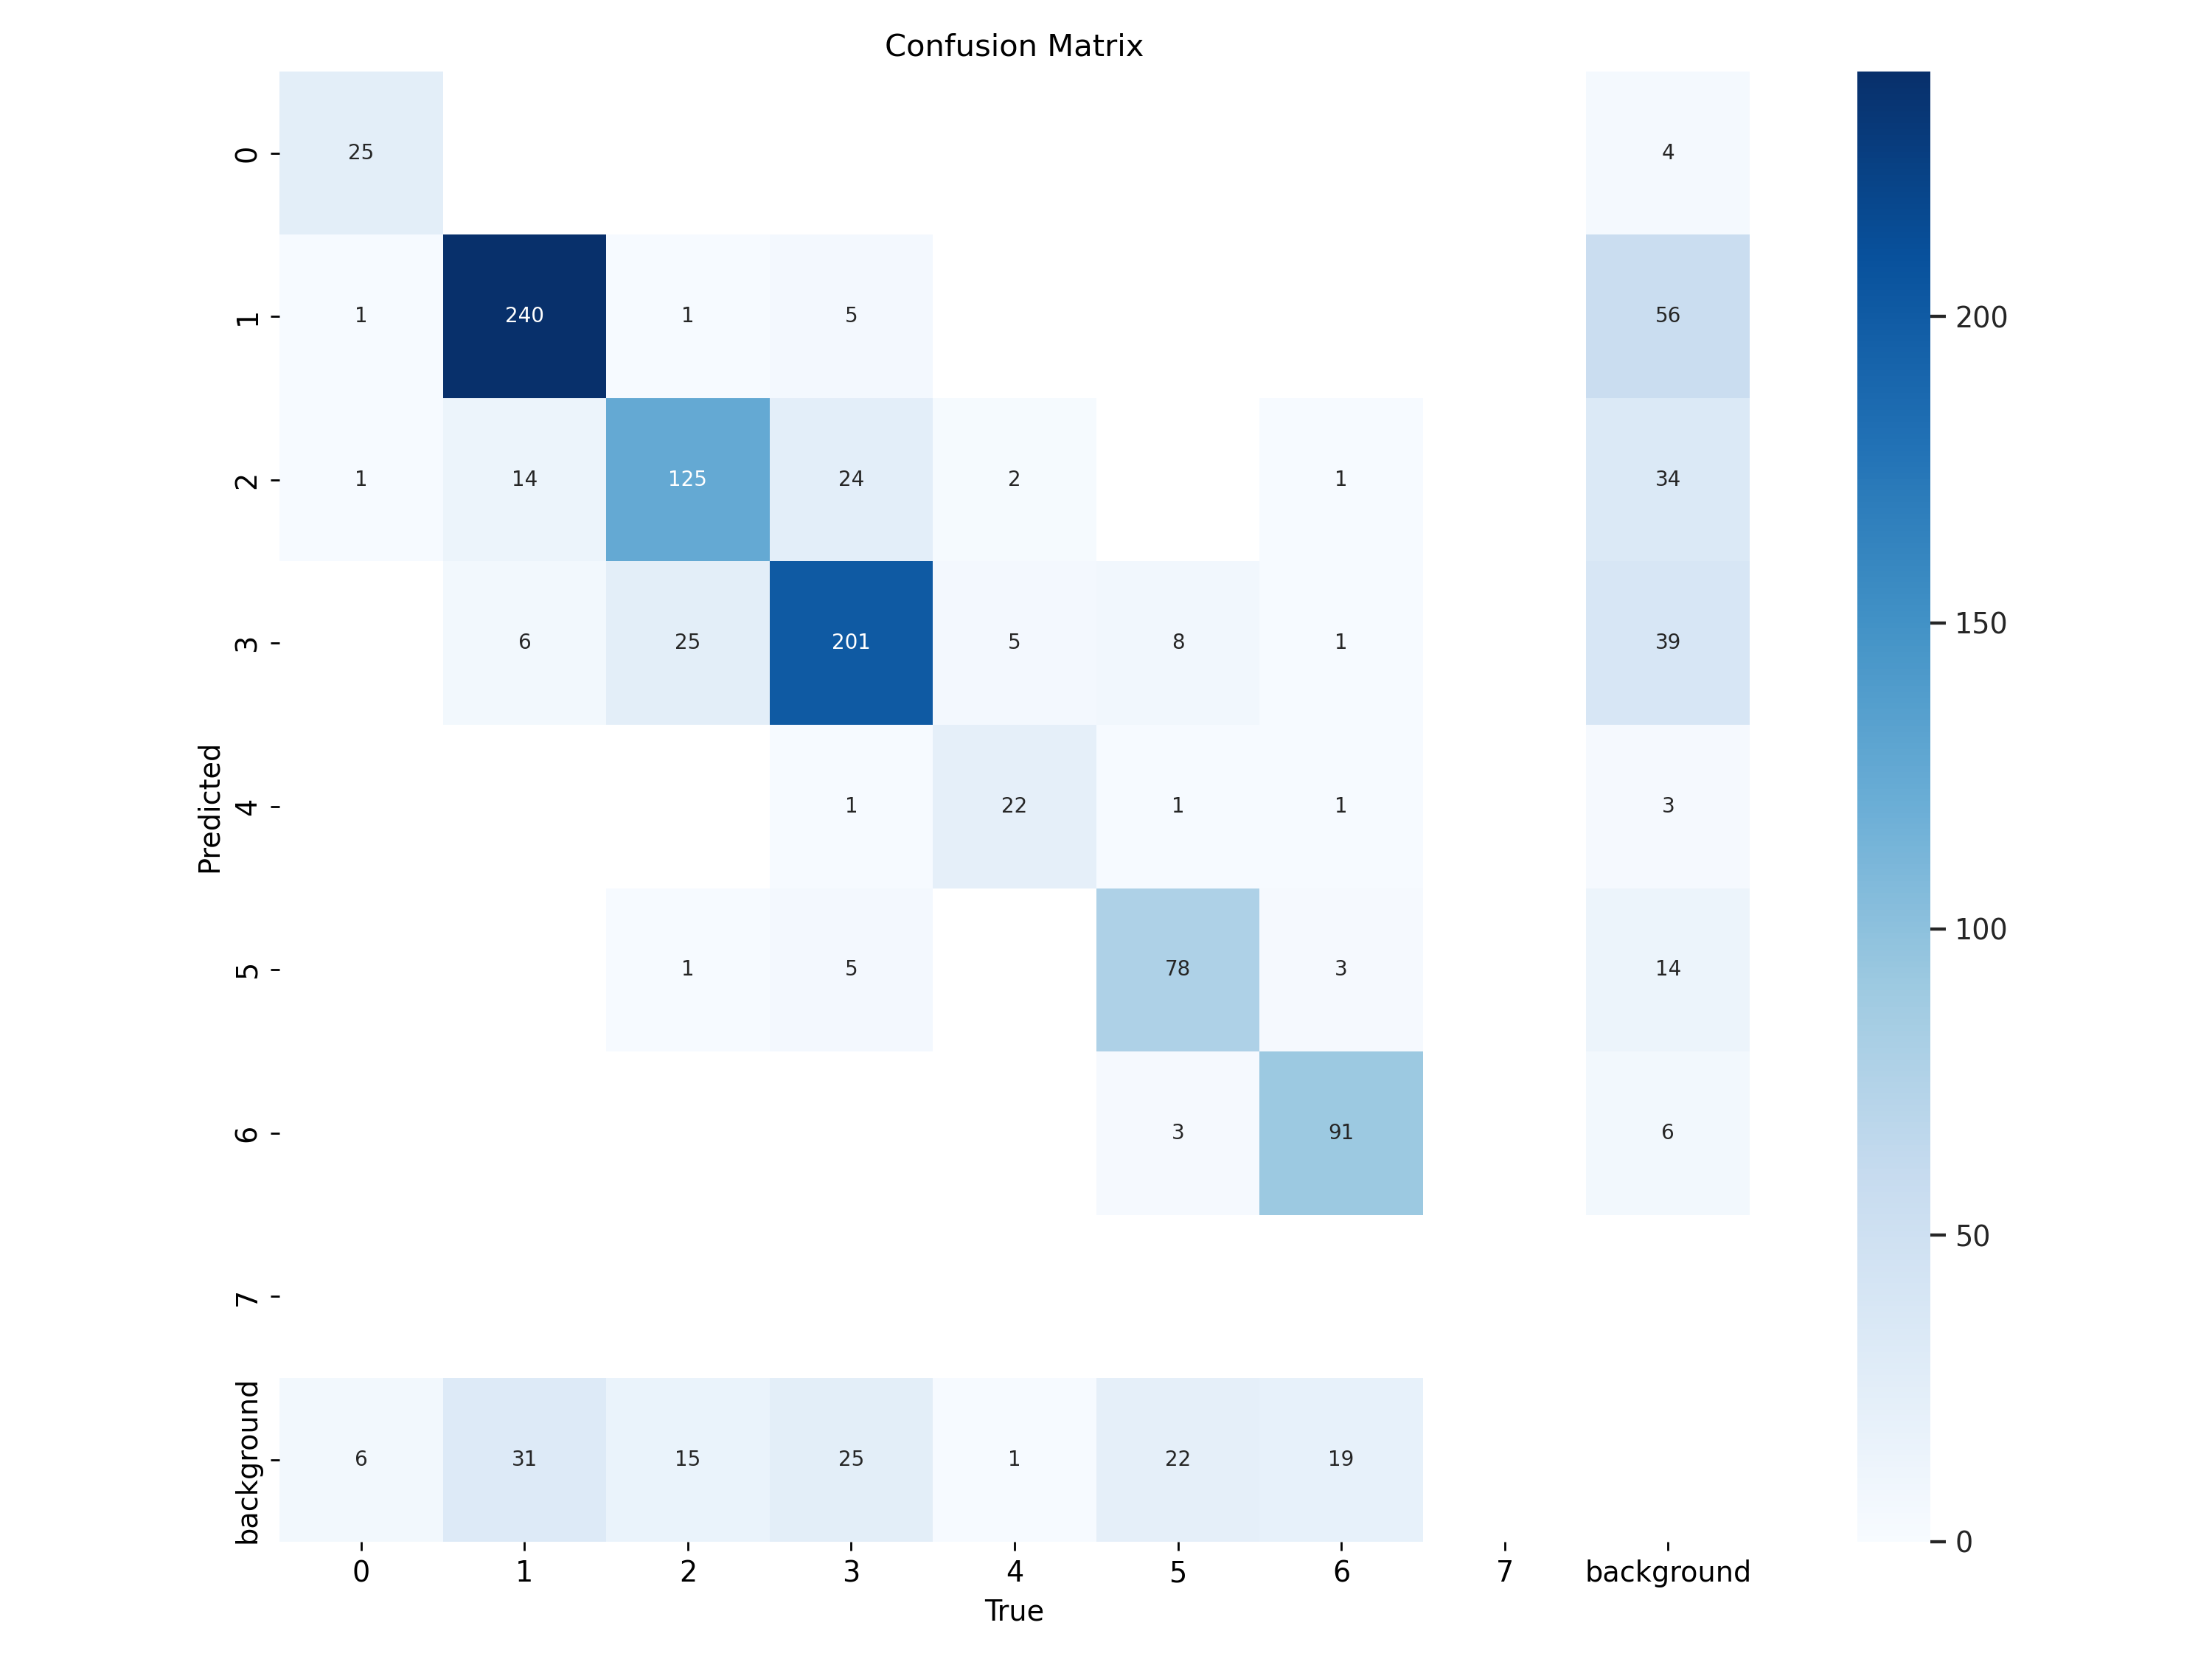 Confusion Matrix
0 25 4
1 1 240 1 5 56 200
2 1 14 125 24 2 1 34
3 6 25 201 5 8 1 39 150
Predicted
4 1 22 1 1 3
5 1 5 78 3 14 100
6 3 91 6
50
7
background 6 31 15 25 1 22 19
0
0 1 2 3 4 5 6 7 background
True